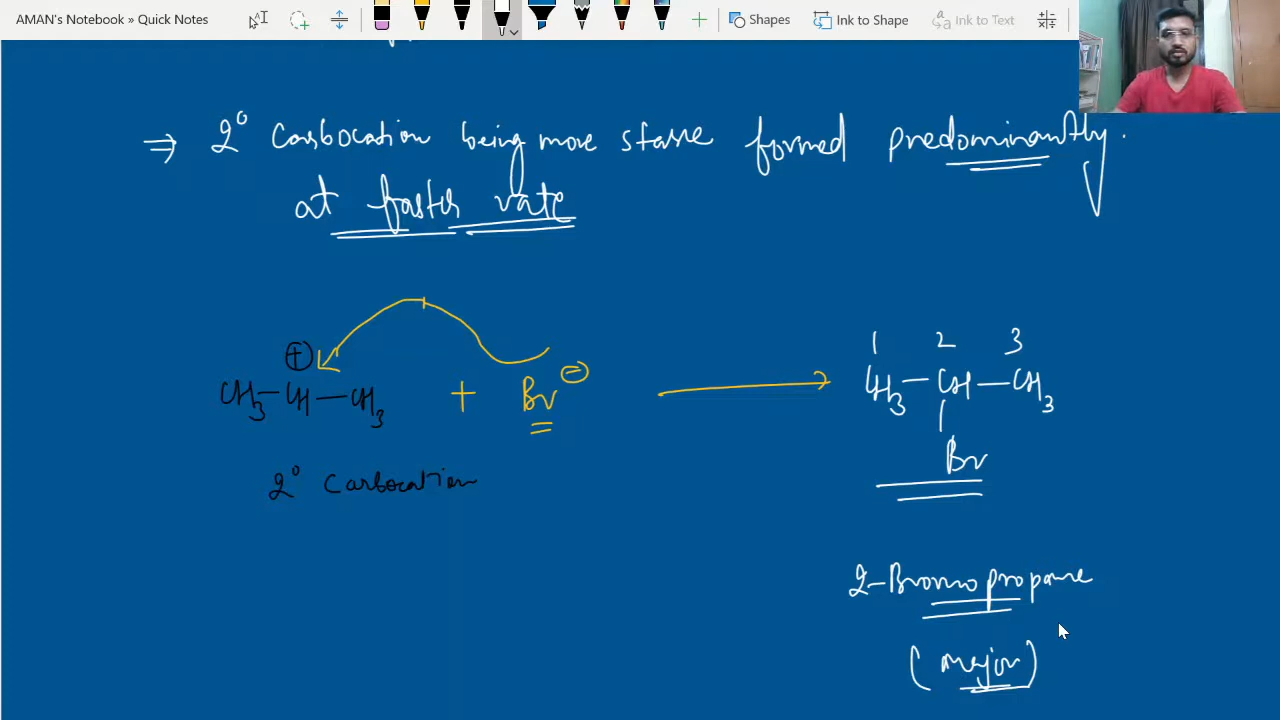 AMAN's Notebook » Quick Notes
Shapes
Ink to Shape
Ink to Text
⇒ 2° Carbocation being more stable formed predominantly.
at faster rate
⊕
CH3–CH–CH3 + Br⊖ ⟶
2° Carbocation
1 2 3
CH3–CH–CH3
|
Br
2-Bromopropane
(major)